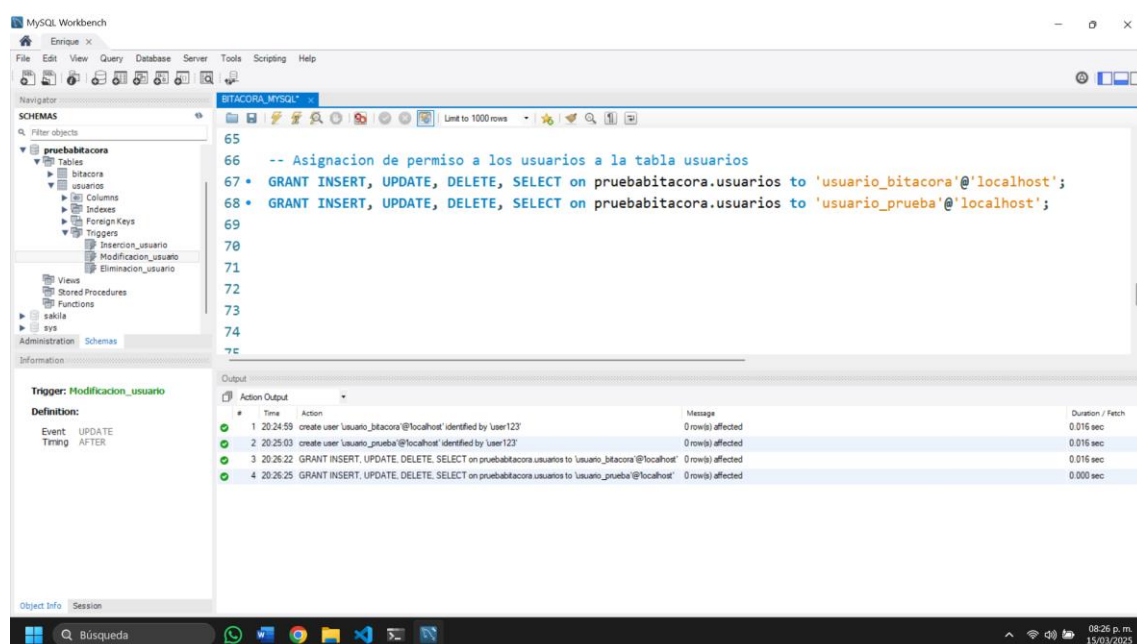 MySQL Workbench
Enrique
File Edit View Query Database Server Tools Scripting Help
Navigator
SCHEMAS
Filter objects
pruebabitacora
Tables
bitacora
usuarios
Columns
Indexes
Foreign Keys
Triggers
Insercion_usuario
Modificacion_usuario
Eliminacion_usuario
Views
Stored Procedures
Functions
sakila
sys
Administration Schemas
Information
Trigger: Modificacion_usuario
Definition:
Event UPDATE
Timing AFTER
Object Info Session
BITACORA_MYSQL*
Limit to 1000 rows
65
66 -- Asignacion de permiso a los usuarios a la tabla usuarios
67 GRANT INSERT, UPDATE, DELETE, SELECT on pruebabitacora.usuarios to 'usuario_bitacora'@'localhost';
68 GRANT INSERT, UPDATE, DELETE, SELECT on pruebabitacora.usuarios to 'usuario_prueba'@'localhost';
69
70
71
72
73
74
75
Output
Action Output
# Time Action Message Duration / Fetch
1 20:24:59 create user 'usuario_bitacora'@'localhost' identified by 'user123' 0 row(s) affected 0.016 sec
2 20:25:03 create user 'usuario_prueba'@'localhost' identified by 'user123' 0 row(s) affected 0.016 sec
3 20:26:22 GRANT INSERT, UPDATE, DELETE, SELECT on pruebabitacora.usuarios to 'usuario_bitacora'@'localhost' 0 row(s) affected 0.016 sec
4 20:26:25 GRANT INSERT, UPDATE, DELETE, SELECT on pruebabitacora.usuarios to 'usuario_prueba'@'localhost' 0 row(s) affected 0.000 sec
Búsqueda
08:26 p. m.
15/03/2025